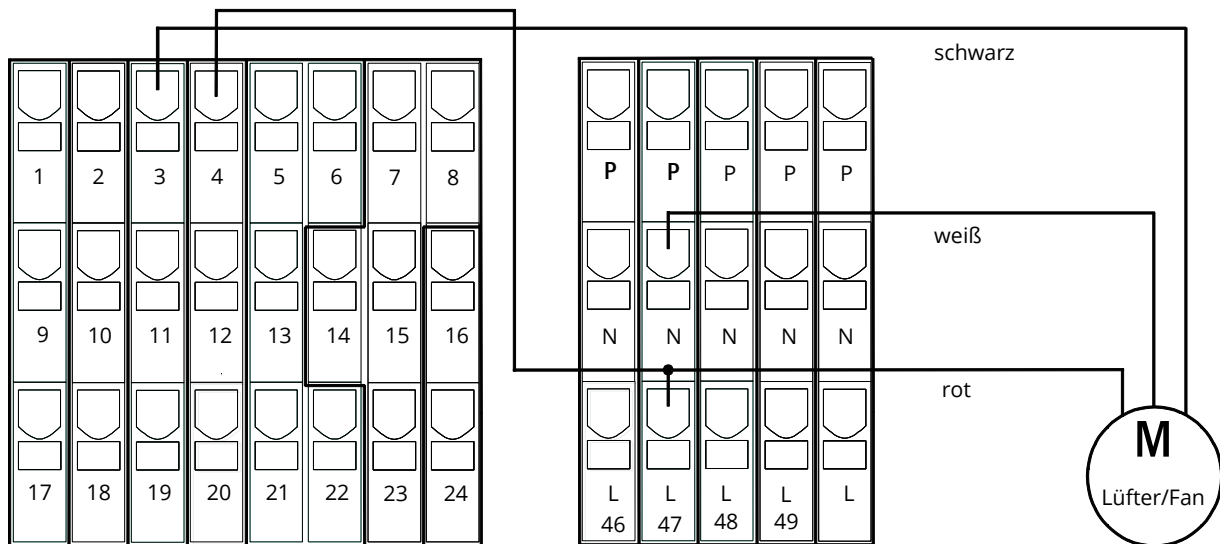 schwarz
1 2 3 4 5 6 7 8
P P P P P
weiß
9 10 11 12 13 14 15 16
N N N N N
rot
M
17 18 19 20 21 22 23 24
L L L L L
46 47 48 49
Lüfter/Fan